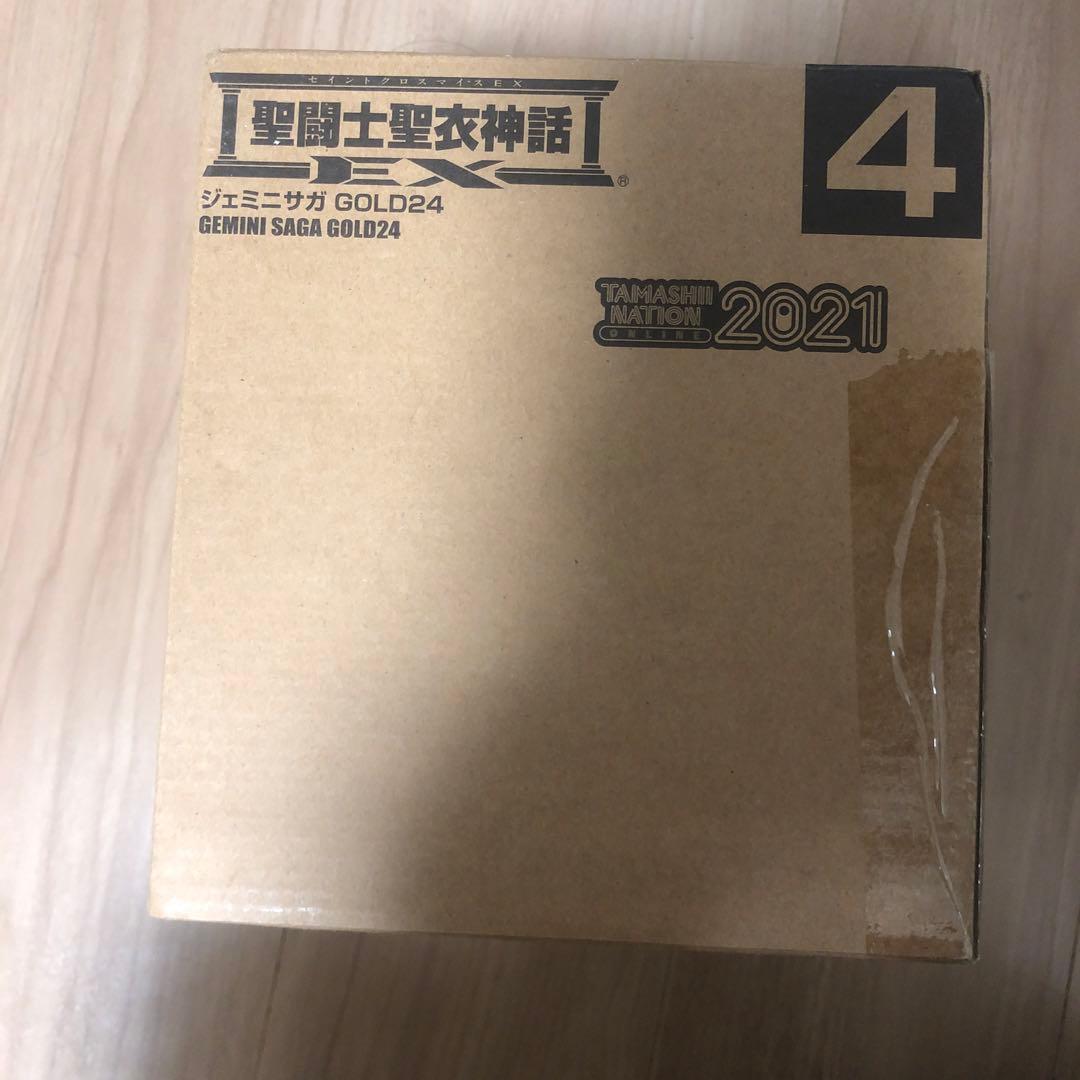 セイントクロスマイスEX
聖闘士聖衣神話
EX
®
ジェミニサガ GOLD24
GEMINI SAGA GOLD24
4
TAMASHII
NATION
ONLINE
2021